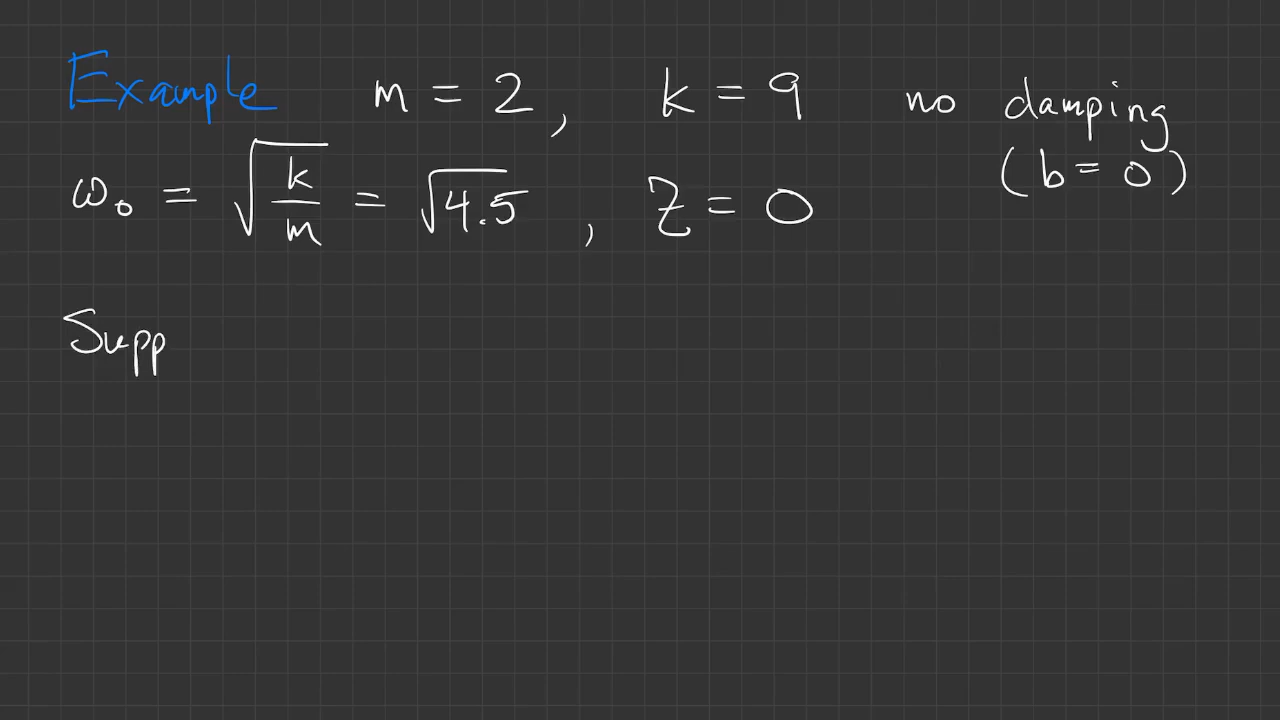 Example m = 2, k = 9 no damping
(b = 0)
ω₀ = √(k/m) = √4.5, ζ = 0
Supp